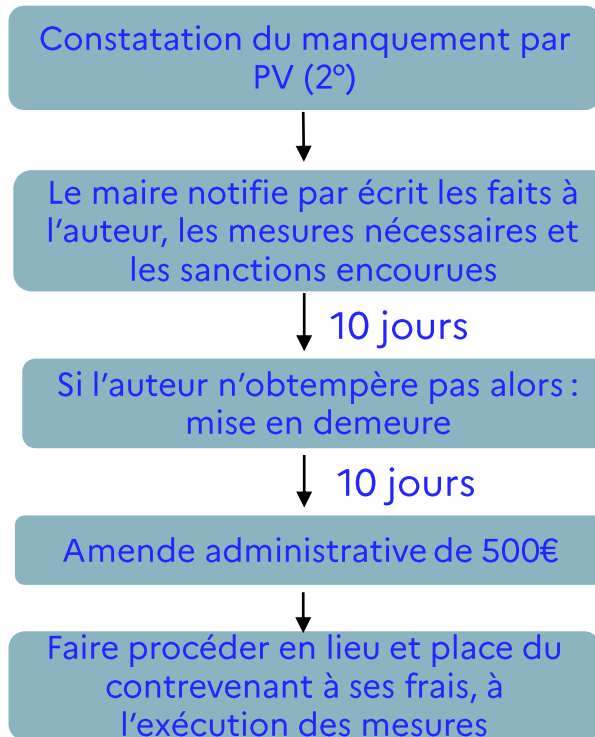 Constatation du manquement par
PV (2°)
Le maire notifie par écrit les faits à
l’auteur, les mesures nécessaires et
les sanctions encourues
10 jours
Si l’auteur n’obtempère pas alors :
mise en demeure
10 jours
Amende administrative de 500€
Faire procéder en lieu et place du
contrevenant à ses frais, à
l’exécution des mesures